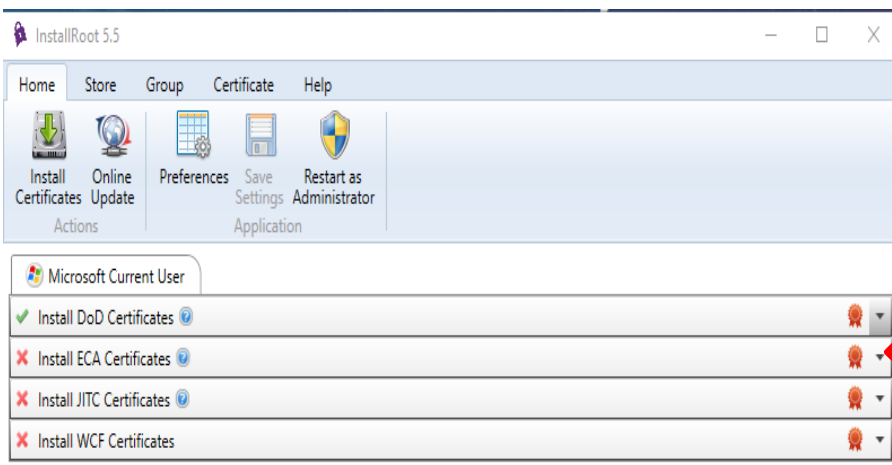 InstallRoot 5.5
Home Store Group Certificate Help
Install Certificates
Online Update
Preferences
Save Settings
Restart as Administrator
Actions
Application
Microsoft Current User
Install DoD Certificates
Install ECA Certificates
Install JITC Certificates
Install WCF Certificates